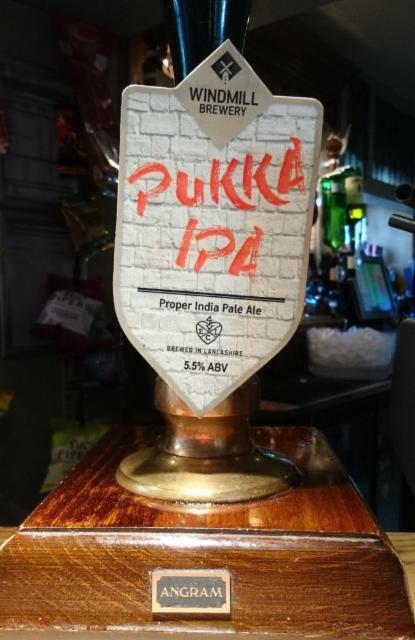 WINDMILL
BREWERY
PUKKA
IPA
Proper India Pale Ale
BREWED IN LANCASHIRE
5.5% ABV
ANGRAM